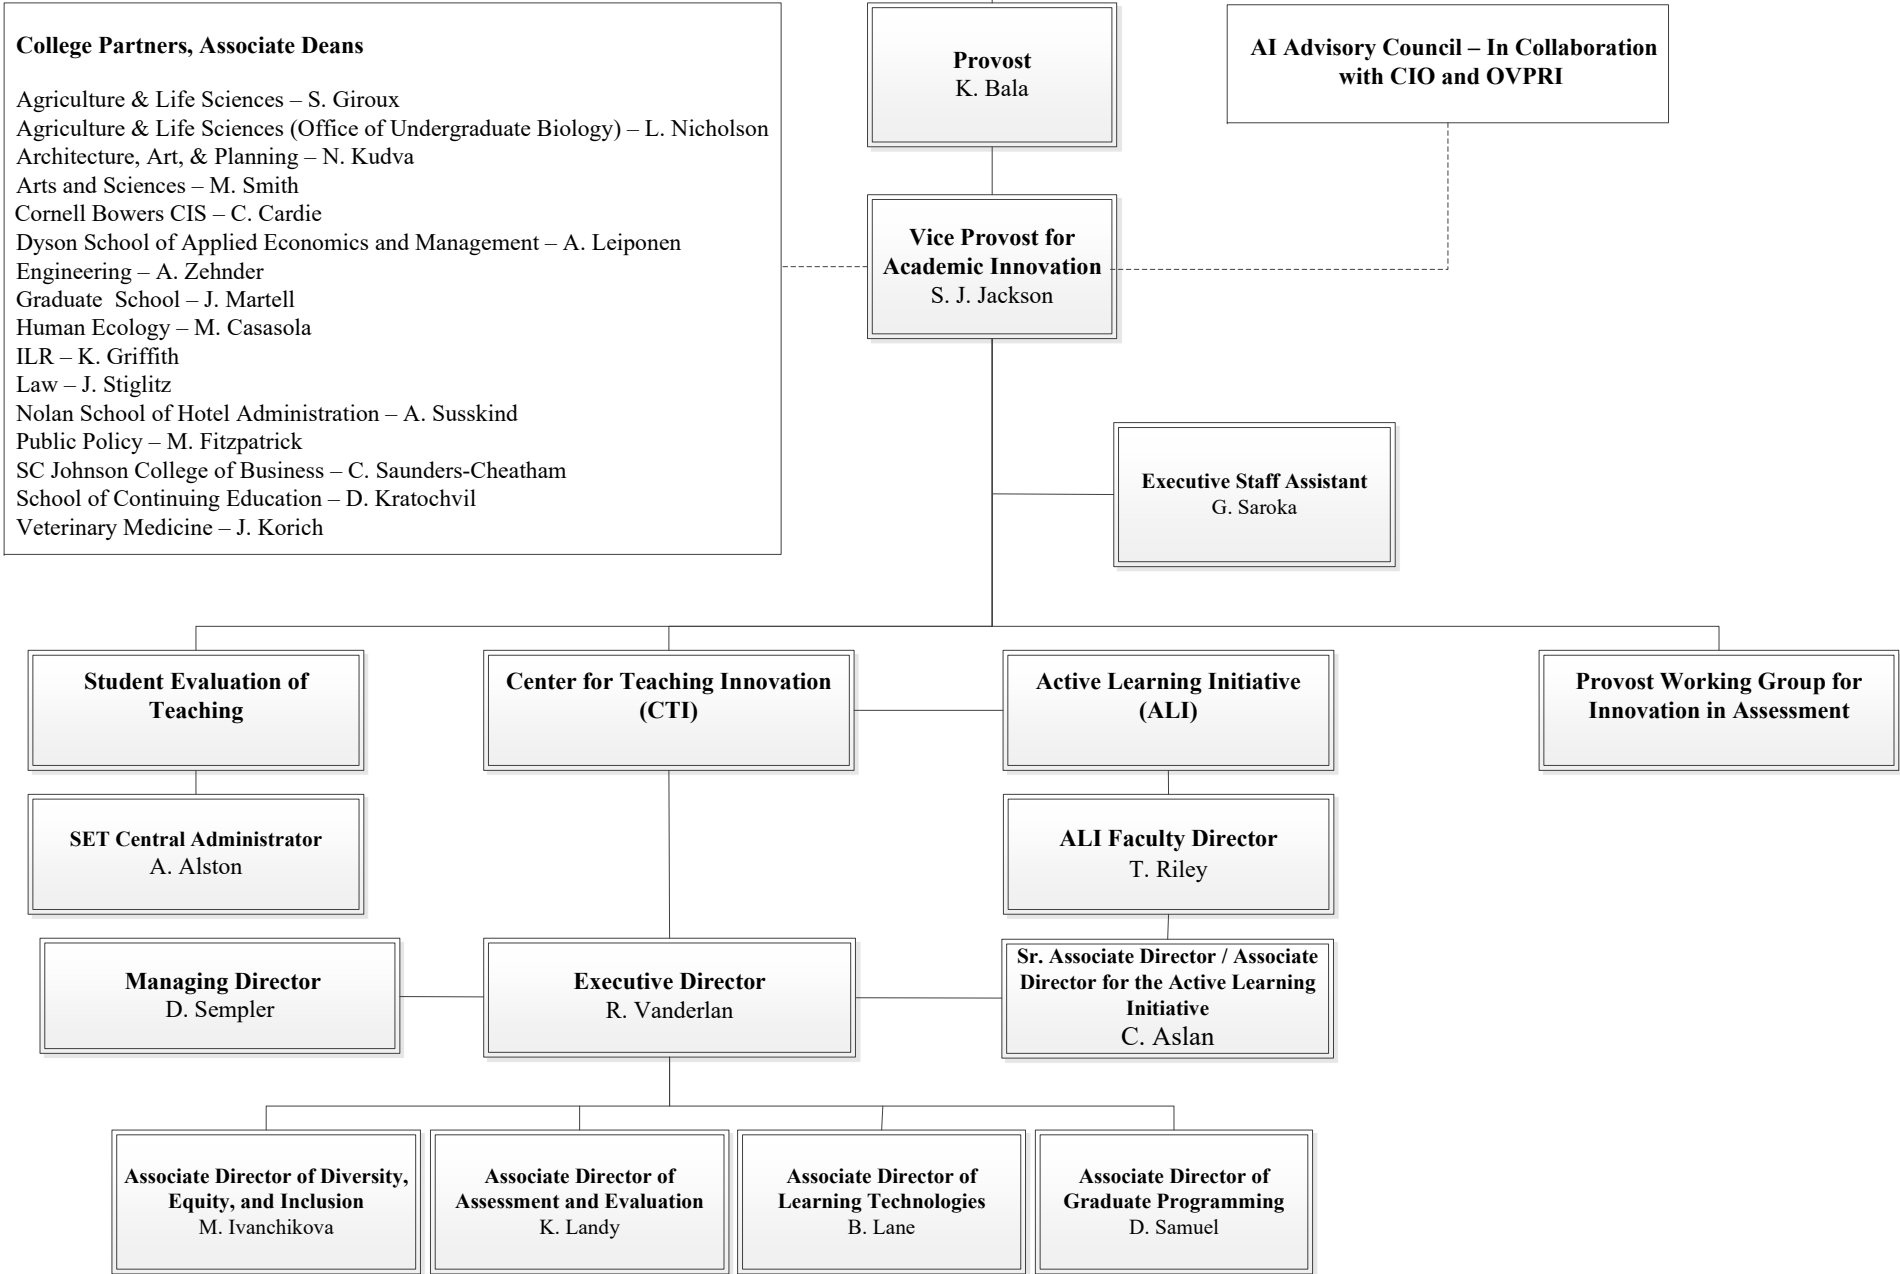 College Partners, Associate Deans
Agriculture & Life Sciences – S. Giroux
Agriculture & Life Sciences (Office of Undergraduate Biology) – L. Nicholson
Architecture, Art, & Planning – N. Kudva
Arts and Sciences – M. Smith
Cornell Bowers CIS – C. Cardie
Dyson School of Applied Economics and Management – A. Leiponen
Engineering – A. Zehnder
Graduate  School – J. Martell
Human Ecology – M. Casasola
ILR – K. Griffith
Law – J. Stiglitz
Nolan School of Hotel Administration – A. Susskind
Public Policy – M. Fitzpatrick
SC Johnson College of Business – C. Saunders-Cheatham
School of Continuing Education – D. Kratochvil
Veterinary Medicine – J. Korich
Provost
K. Bala
AI Advisory Council – In Collaboration
with CIO and OVPRI
Vice Provost for
Academic Innovation
S. J. Jackson
Executive Staff Assistant
G. Saroka
Student Evaluation of
Teaching
Center for Teaching Innovation
(CTI)
Active Learning Initiative
(ALI)
Provost Working Group for
Innovation in Assessment
SET Central Administrator
A. Alston
ALI Faculty Director
T. Riley
Managing Director
D. Sempler
Executive Director
R. Vanderlan
Sr. Associate Director / Associate
Director for the Active Learning
Initiative
C. Aslan
Associate Director of Diversity,
Equity, and Inclusion
M. Ivanchikova
Associate Director of
Assessment and Evaluation
K. Landy
Associate Director of
Learning Technologies
B. Lane
Associate Director of
Graduate Programming
D. Samuel